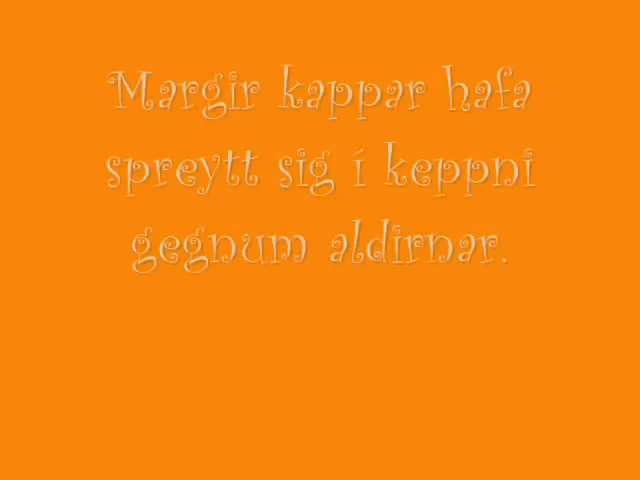 Margir kappar hafa
spreytt sig í keppni
gegnum aldirnar.